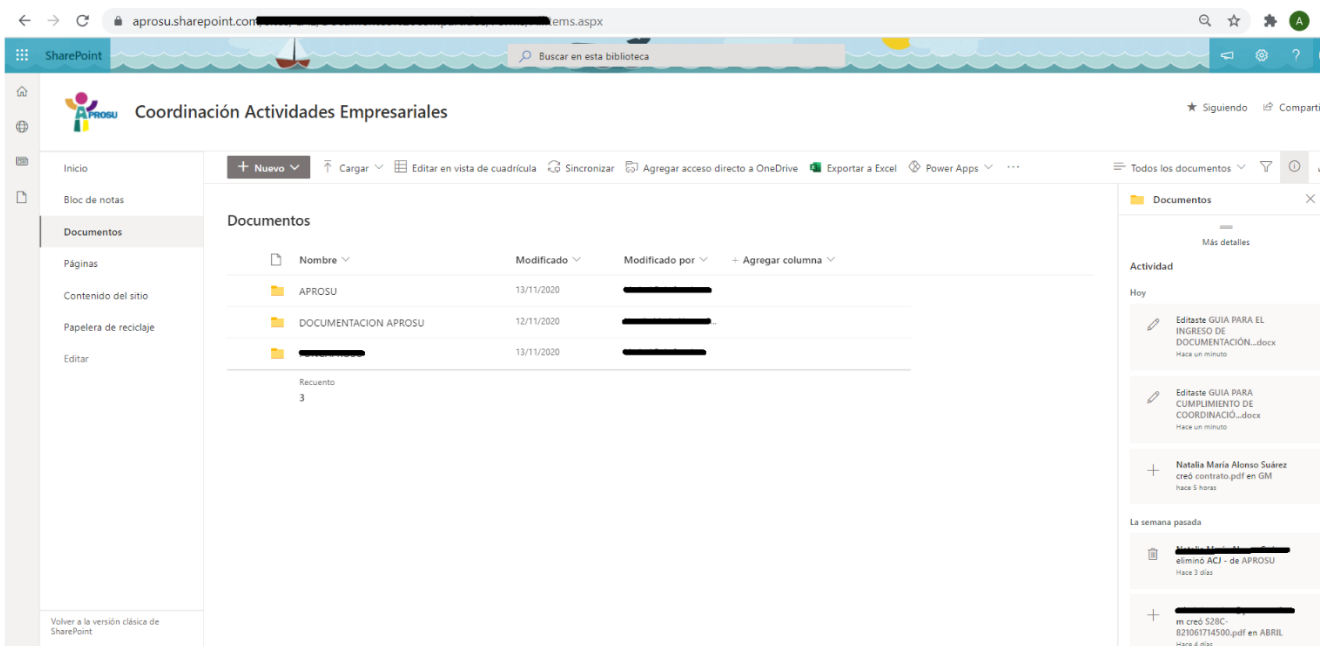 aprosu.sharepoint.com
tems.aspx
A
SharePoint
Buscar en esta biblioteca
?
APROSU
Coordinación Actividades Empresariales
Siguiendo
Comparti
Inicio
Bloc de notas
Documentos
Páginas
Contenido del sitio
Papelera de reciclaje
Editar
Volver a la versión clásica de
SharePoint
+ Nuevo
Cargar
Editar en vista de cuadrícula
Sincronizar
Agregar acceso directo a OneDrive
Exportar a Excel
Power Apps
···
Todos los documentos
Documentos
Nombre
Modificado
Modificado por
+ Agregar columna
APROSU
13/11/2020
DOCUMENTACION APROSU
12/11/2020
13/11/2020
Recuento
3
Documentos
Más detalles
Actividad
Hoy
Editaste GUIA PARA EL
INGRESO DE
DOCUMENTACIÓN...docx
Hace un minuto
Editaste GUIA PARA
CUMPLIMIENTO DE
COORDINACIÓ...docx
Hace un minuto
Natalia María Alonso Suárez
creó contrato.pdf en GM
hace 5 horas
La semana pasada
eliminó ACJ - de APROSU
Hace 3 días
m creó S28C-
821061714500.pdf en ABRIL
Hace 4 días